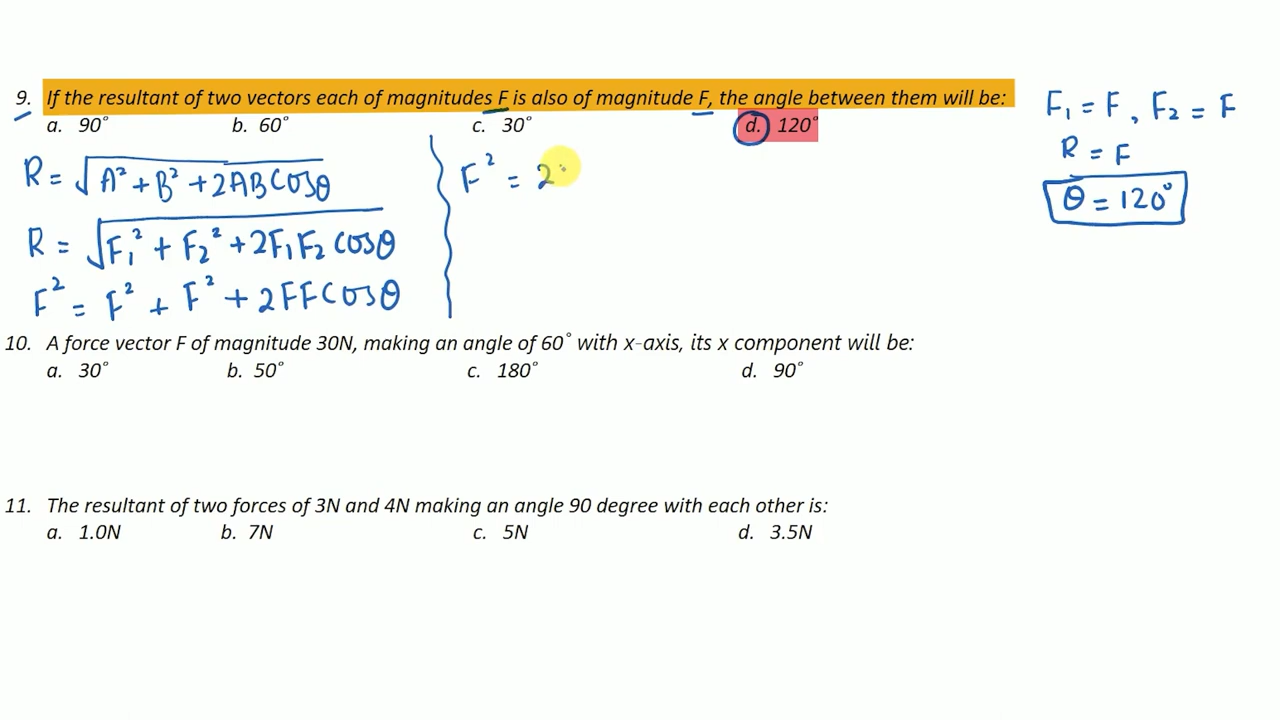 9. If the resultant of two vectors each of magnitudes F is also of magnitude F, the angle between them will be:
a. 90° b. 60° c. 30° d. 120°
F₁ = F , F₂ = F
R = F
θ = 120°
R = √A² + B² + 2ABCosθ
R = √F₁² + F₂² + 2F₁F₂ cosθ
F² = F² + F² + 2FFCosθ
F² = 2
10. A force vector F of magnitude 30N, making an angle of 60° with x-axis, its x component will be:
a. 30° b. 50° c. 180° d. 90°
11. The resultant of two forces of 3N and 4N making an angle 90 degree with each other is:
a. 1.0N b. 7N c. 5N d. 3.5N